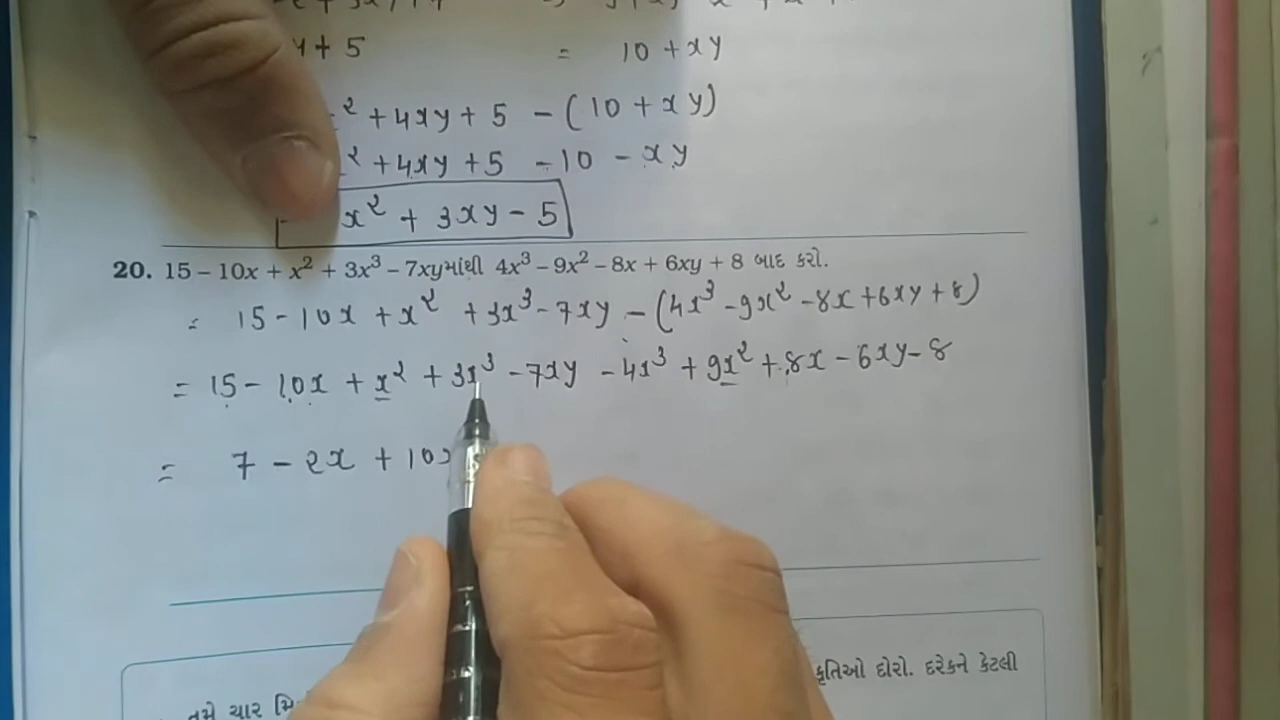 y + 5 = 10 + xy
² + 4xy + 5 - (10 + xy)
² + 4xy + 5 - 10 - xy
x² + 3xy - 5
20. 15 – 10x + x² + 3x³ – 7xyમાંથી 4x³ – 9x² – 8x + 6xy + 8 બાદ કરો.
= 15 - 10x + x² + 3x³ - 7xy - (4x³ - 9x² - 8x + 6xy + 8)
= 15 - 10x + x² + 3x³ - 7xy - 4x³ + 9x² + 8x - 6xy - 8
= 7 - 2x + 10x
કૃતિઓ દોરો. દરેકને કેટલી
તમે ચાર